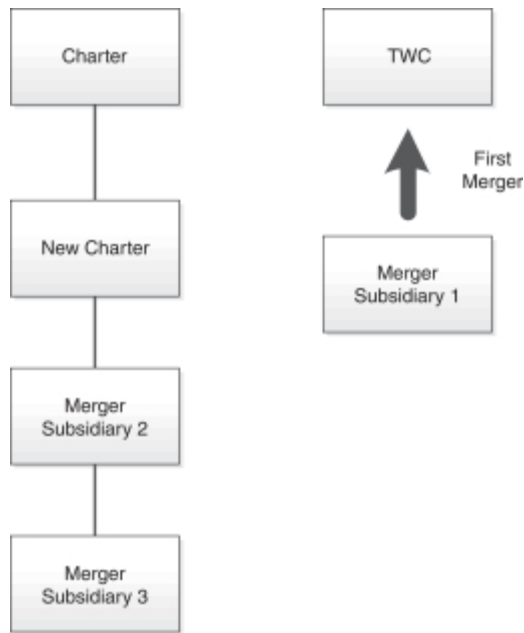 Charter
TWC
First
Merger
New Charter
Merger
Subsidiary 1
Merger
Subsidiary 2
Merger
Subsidiary 3